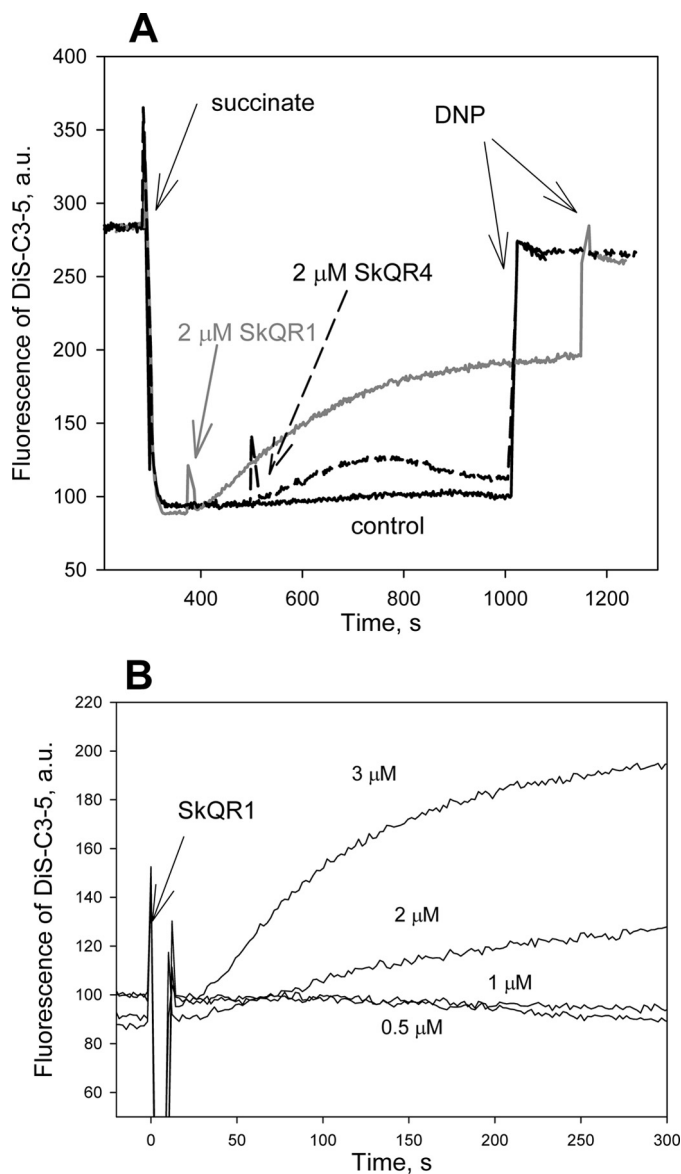 A
400
350
300
250
200
150
100
50
Fluorescence of DiS-C3-5, a.u.
succinate
DNP
2 μM SkQR4
2 μM SkQR1
control
400
600
800
1000
1200
Time, s
B
220
200
180
160
140
120
100
80
60
Fluorescence of DiS-C3-5, a.u.
SkQR1
3 μM
2 μM
1 μM
0.5 μM
0
50
100
150
200
250
300
Time, s